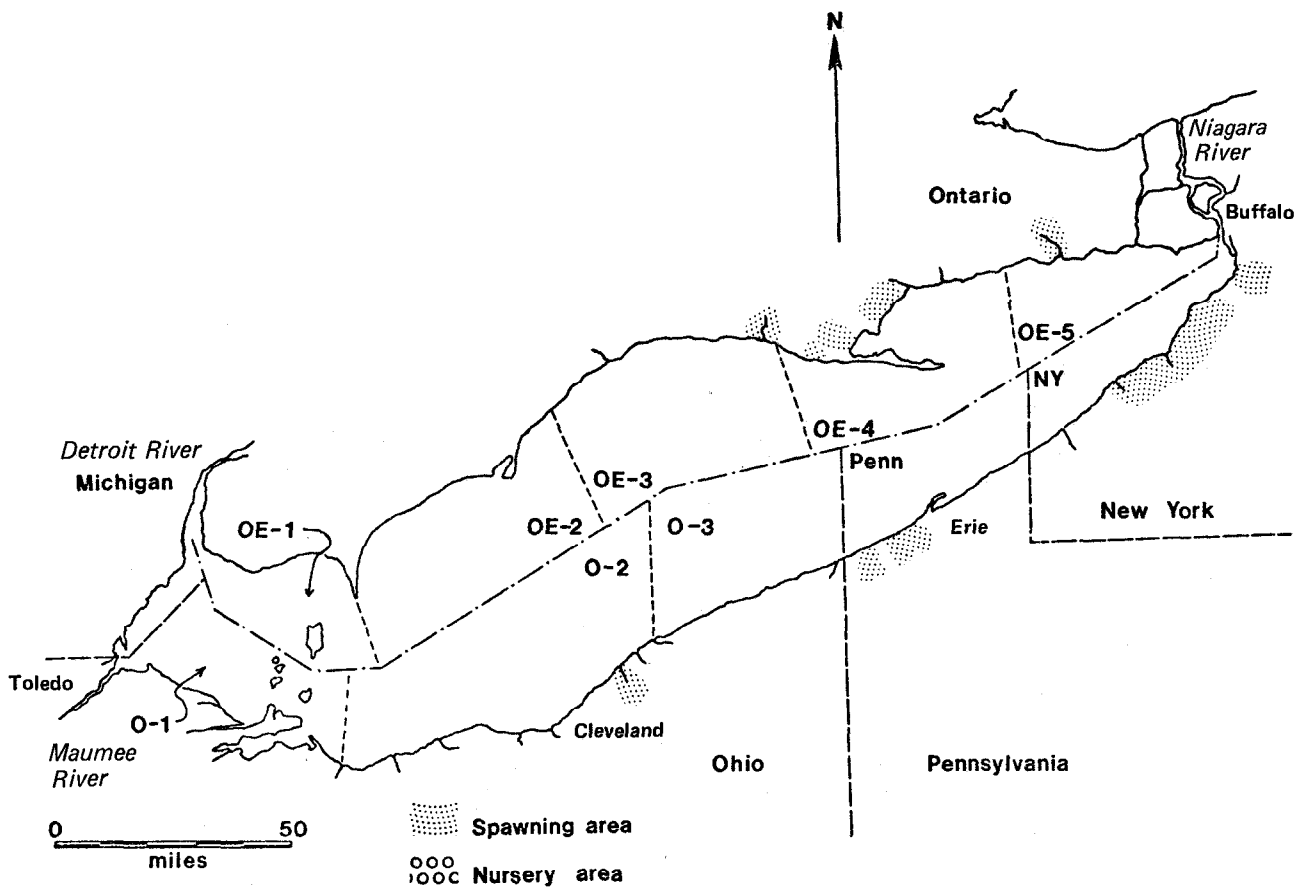 N
Niagara
River
Ontario
Buffalo
OE-5
NY
OE-4
Penn
Detroit River
Michigan
OE-3
OE-1
OE-2
O-3
New York
Erie
O-2
Toledo
O-1
Cleveland
Maumee
River
Ohio
Pennsylvania
0 50
miles
Spawning area
Nursery area